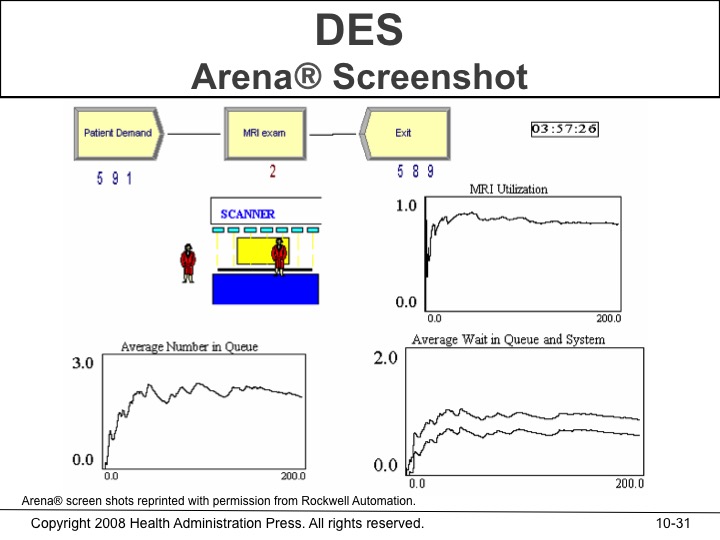 DES
Arena® Screenshot
Patient Demand
MRI exam
Exit
03:57:26
5 9 1
2
5 8 9
SCANNER
MRI Utilization
1.0
0.0
0.0
200.0
Average Number in Queue
3.0
0.0
0.0
200.0
Average Wait in Queue and System
2.0
0.0
0.0
200.0
Arena® screen shots reprinted with permission from Rockwell Automation.
Copyright 2008 Health Administration Press. All rights reserved.
10-31